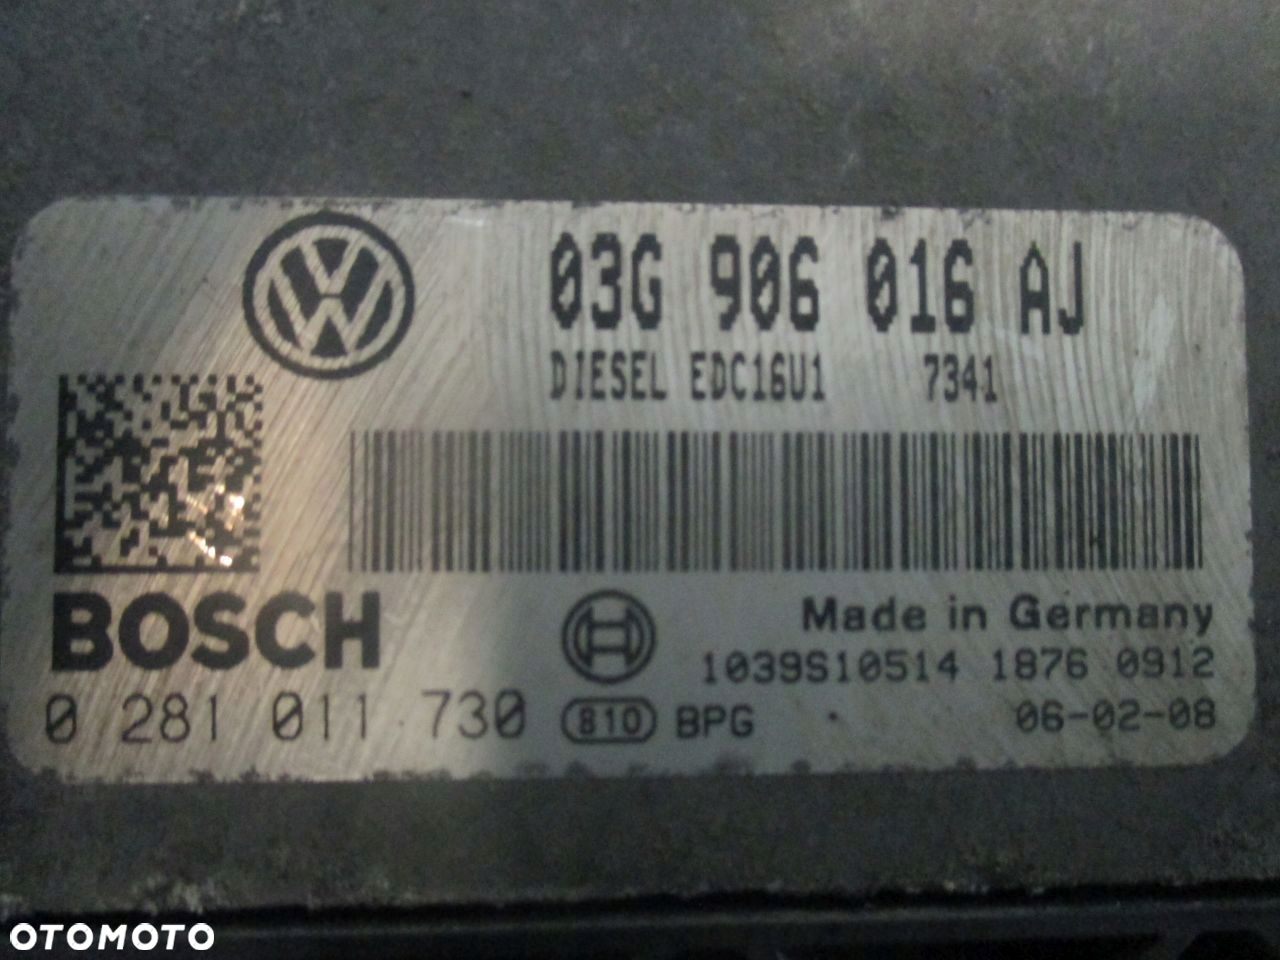 03G 906 016 AJ
DIESEL EDC16U1 7341
BOSCH
Made in Germany
1039S10514 1876 0912
0 281 011 730
810 BPG
06-02-08
OTOMOTO